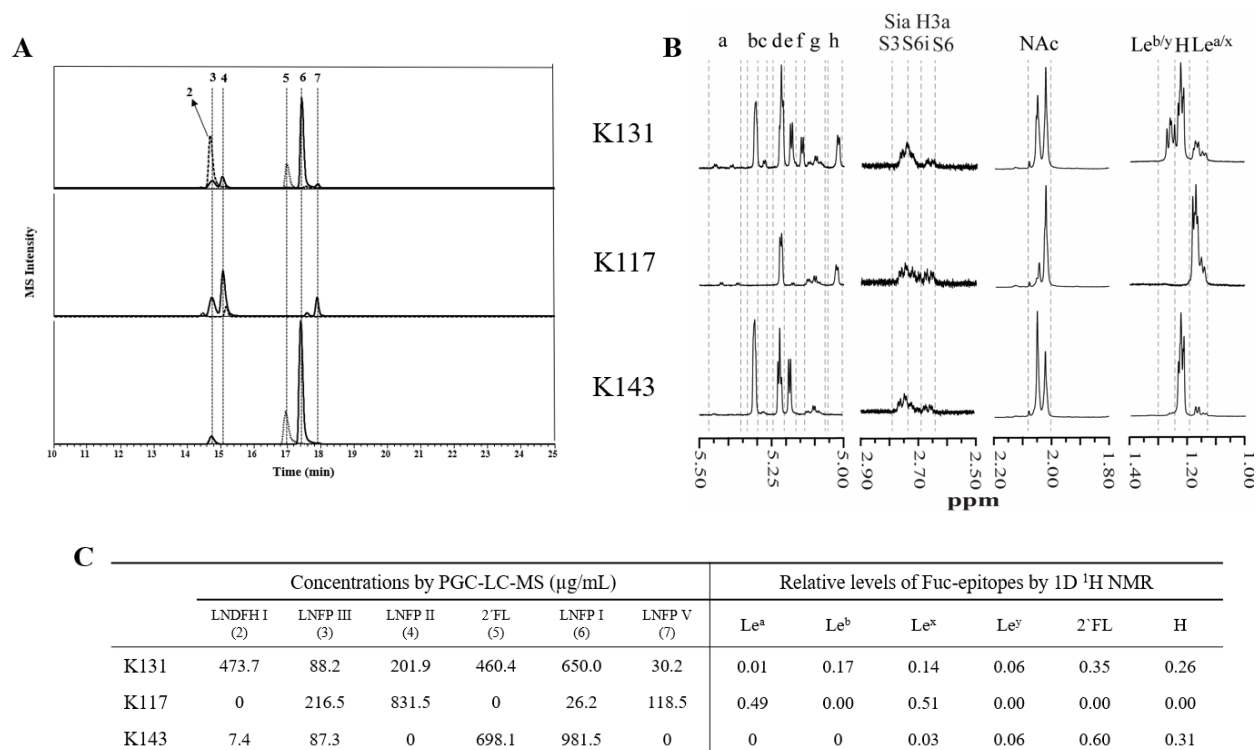 A
3 4 5 6 7
2
MS Intensity
10 11 12 13 14 15 16 17 18 19 20 21 22 23 24 25
Time (min)
B
Sia H3a
a bc de f g h S3 S6i S6 NAc Le^b/y H Le^a/x
K131
K117
K143
5.50 5.25 5.00 2.90 2.70 2.50 2.20 2.00 1.80 1.40 1.20 1.00
ppm
C
Concentrations by PGC-LC-MS (µg/mL) Relative levels of Fuc-epitopes by 1D ¹H NMR
LNDFH I LNFP III LNFP II 2´FL LNFP I LNFP V Le^a Le^b Le^x Le^y 2`FL H
(2) (3) (4) (5) (6) (7)
K131 473.7 88.2 201.9 460.4 650.0 30.2 0.01 0.17 0.14 0.06 0.35 0.26
K117 0 216.5 831.5 0 26.2 118.5 0.49 0.00 0.51 0.00 0.00 0.00
K143 7.4 87.3 0 698.1 981.5 0 0 0 0.03 0.06 0.60 0.31